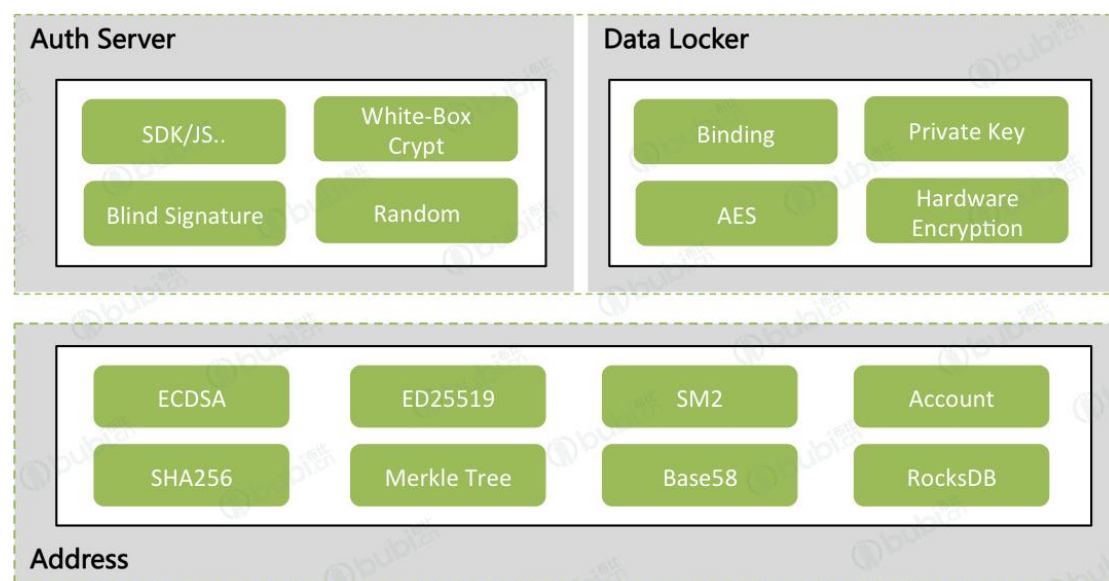 Auth Server
SDK/JS..
White-Box
Crypt
Blind Signature
Random
Data Locker
Binding
Private Key
AES
Hardware
Encryption
ECDSA
ED25519
SM2
Account
SHA256
Merkle Tree
Base58
RocksDB
Address
bubi